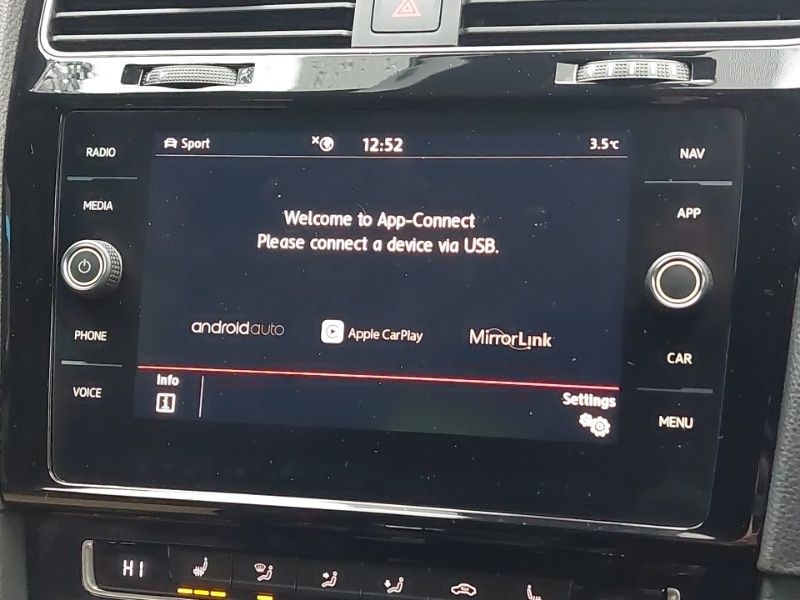 RADIO
MEDIA
PHONE
VOICE
Sport 12:52 3.5°C
Welcome to App-Connect
Please connect a device via USB.
androidauto Apple CarPlay MirrorLink
Info
Settings
NAV
APP
CAR
MENU
HI